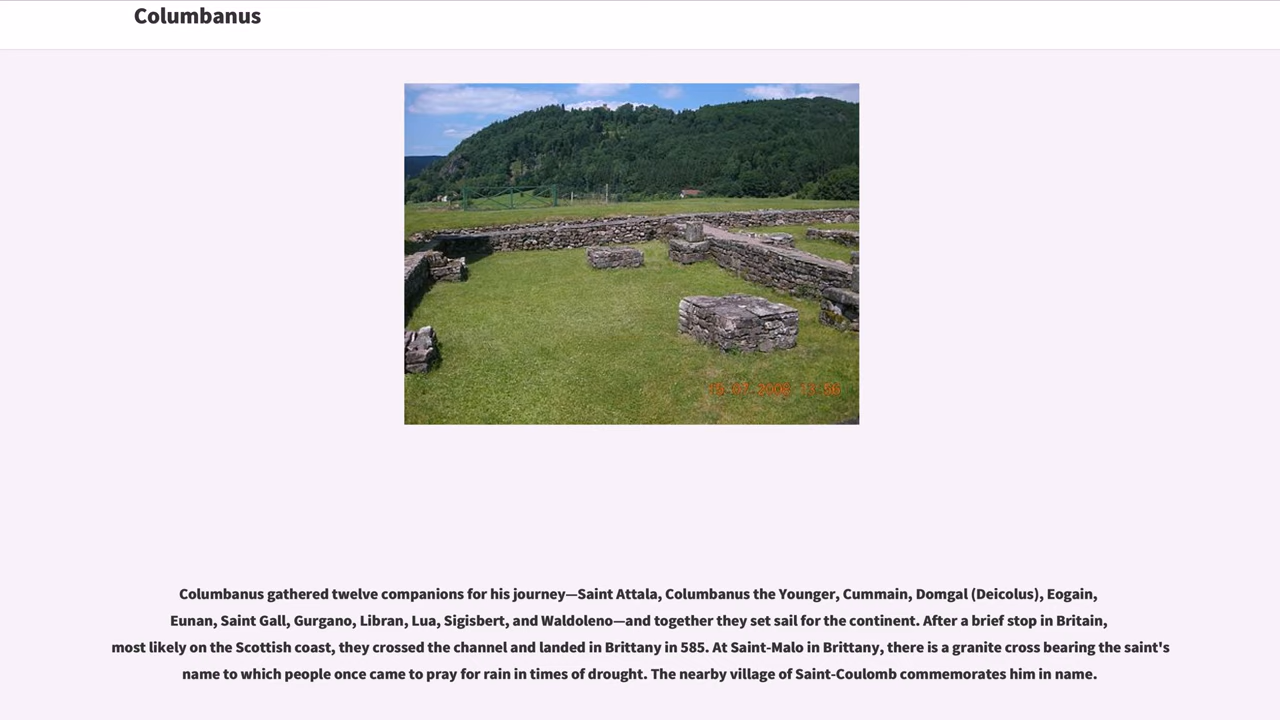 Columbanus
Columbanus gathered twelve companions for his journey—Saint Attala, Columbanus the Younger, Cummain, Domgal (Deicolus), Eogain,
Eunan, Saint Gall, Gurgano, Libran, Lua, Sigisbert, and Waldoleno—and together they set sail for the continent. After a brief stop in Britain,
most likely on the Scottish coast, they crossed the channel and landed in Brittany in 585. At Saint-Malo in Brittany, there is a granite cross bearing the saint's
name to which people once came to pray for rain in times of drought. The nearby village of Saint-Coulomb commemorates him in name.